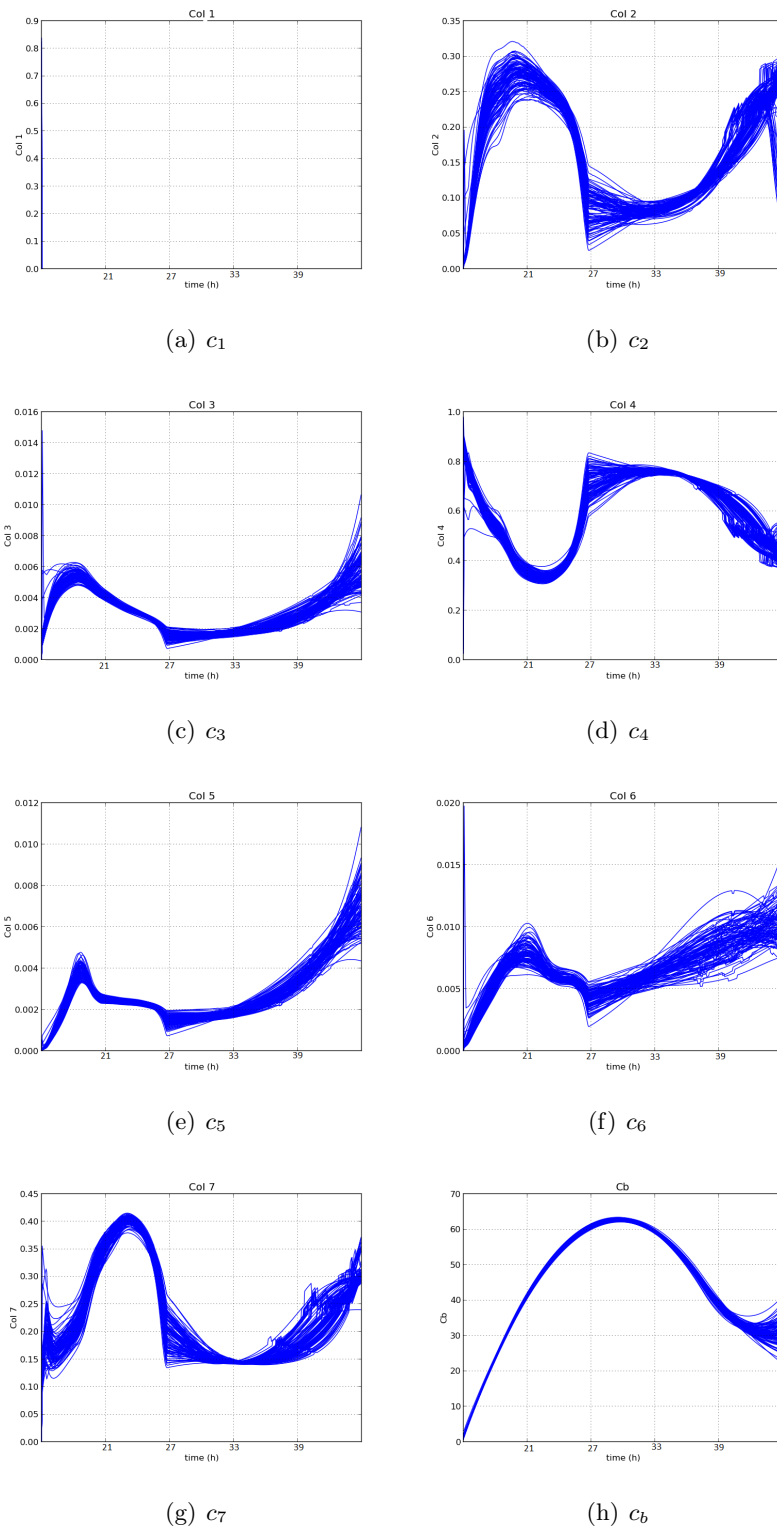 Col 1
0.9
0.8
0.7
0.6
0.5
0.4
0.3
0.2
0.1
0.0
Col 1
21 27 33 39
time (h)
(a) c₁
Col 2
0.35
0.30
0.25
0.20
0.15
0.10
0.05
0.00
Col 2
21 27 33 39
time (h)
(b) c₂
Col 3
0.016
0.014
0.012
0.010
0.008
0.006
0.004
0.002
0.000
Col 3
21 27 33 39
time (h)
(c) c₃
Col 4
1.0
0.8
0.6
0.4
0.2
0.0
Col 4
21 27 33 39
time (h)
(d) c₄
Col 5
0.012
0.010
0.008
0.006
0.004
0.002
0.000
Col 5
21 27 33 39
time (h)
(e) c₅
Col 6
0.020
0.015
0.010
0.005
0.000
Col 6
21 27 33 39
time (h)
(f) c₆
Col 7
0.45
0.40
0.35
0.30
0.25
0.20
0.15
0.10
0.05
0.00
Col 7
21 27 33 39
time (h)
(g) c₇
Cb
70
60
50
40
30
20
10
0
Cb
21 27 33 39
time (h)
(h) c_b